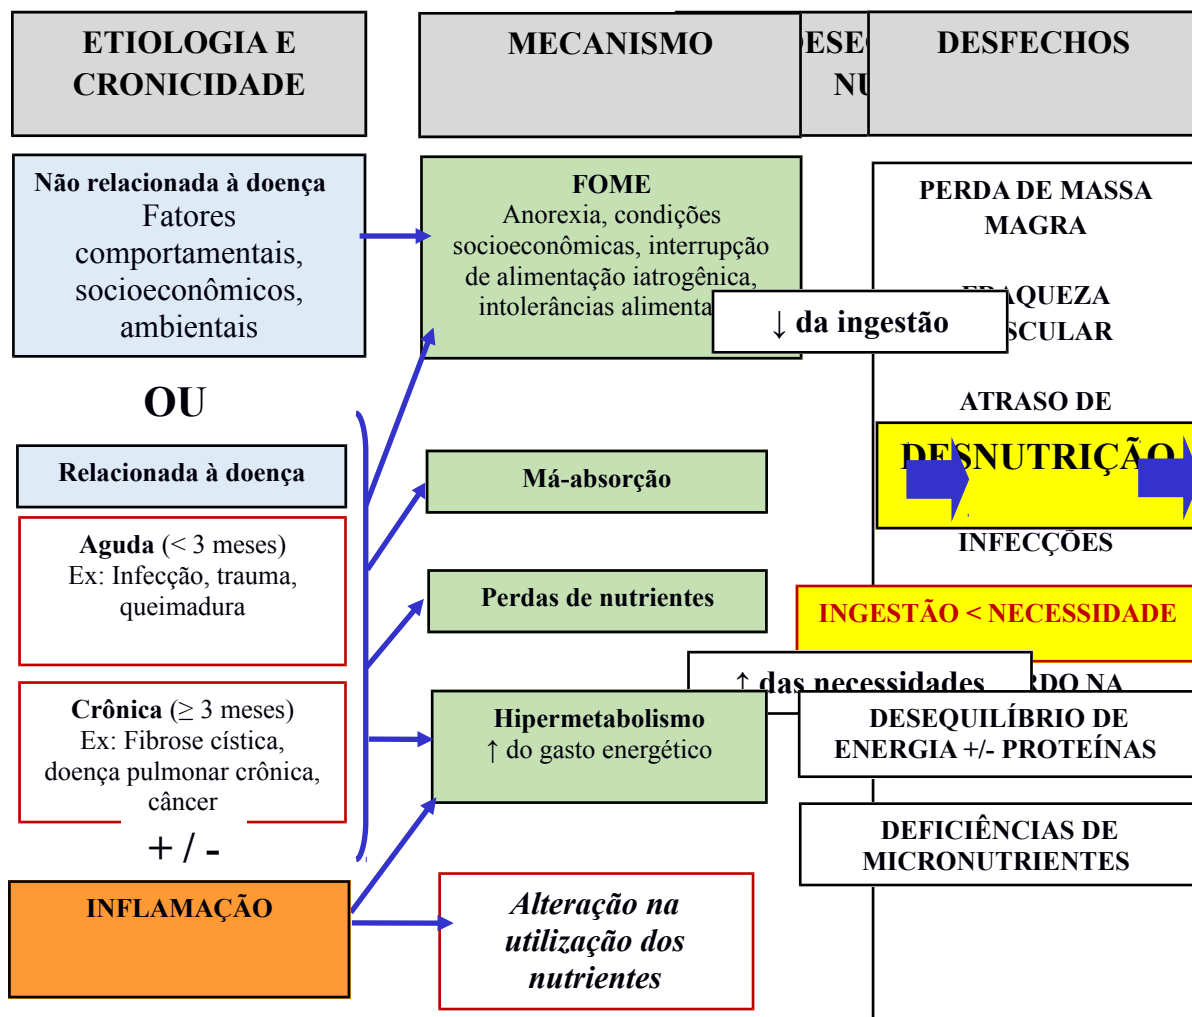 ETIOLOGIA E
CRONICIDADE
MECANISMO
DESFECHOS
Não relacionada à doença
Fatores
comportamentais,
socioeconômicos,
ambientais
OU
Relacionada à doença
Aguda (< 3 meses)
Ex: Infecção, trauma,
queimadura
Crônica (≥ 3 meses)
Ex: Fibrose cística,
doença pulmonar crônica,
câncer
+ / -
INFLAMAÇÃO
FOME
Anorexia, condições
socioeconômicas, interrupção
de alimentação iatrogênica,
intolerâncias
↓ da ingestão
Má-absorção
Perdas de nutrientes
↑ das necessidades
Hipermetabolismo
↑ do gasto energético
Alteração na
utilização dos
nutrientes
PERDA DE MASSA
MAGRA
ATRASO DE
DESNUTRIÇÃO
INFECÇÕES
INGESTÃO < NECESSIDADE
NA
DESEQUILÍBRIO DE
ENERGIA +/- PROTEÍNAS
DEFICIÊNCIAS DE
MICRONUTRIENTES